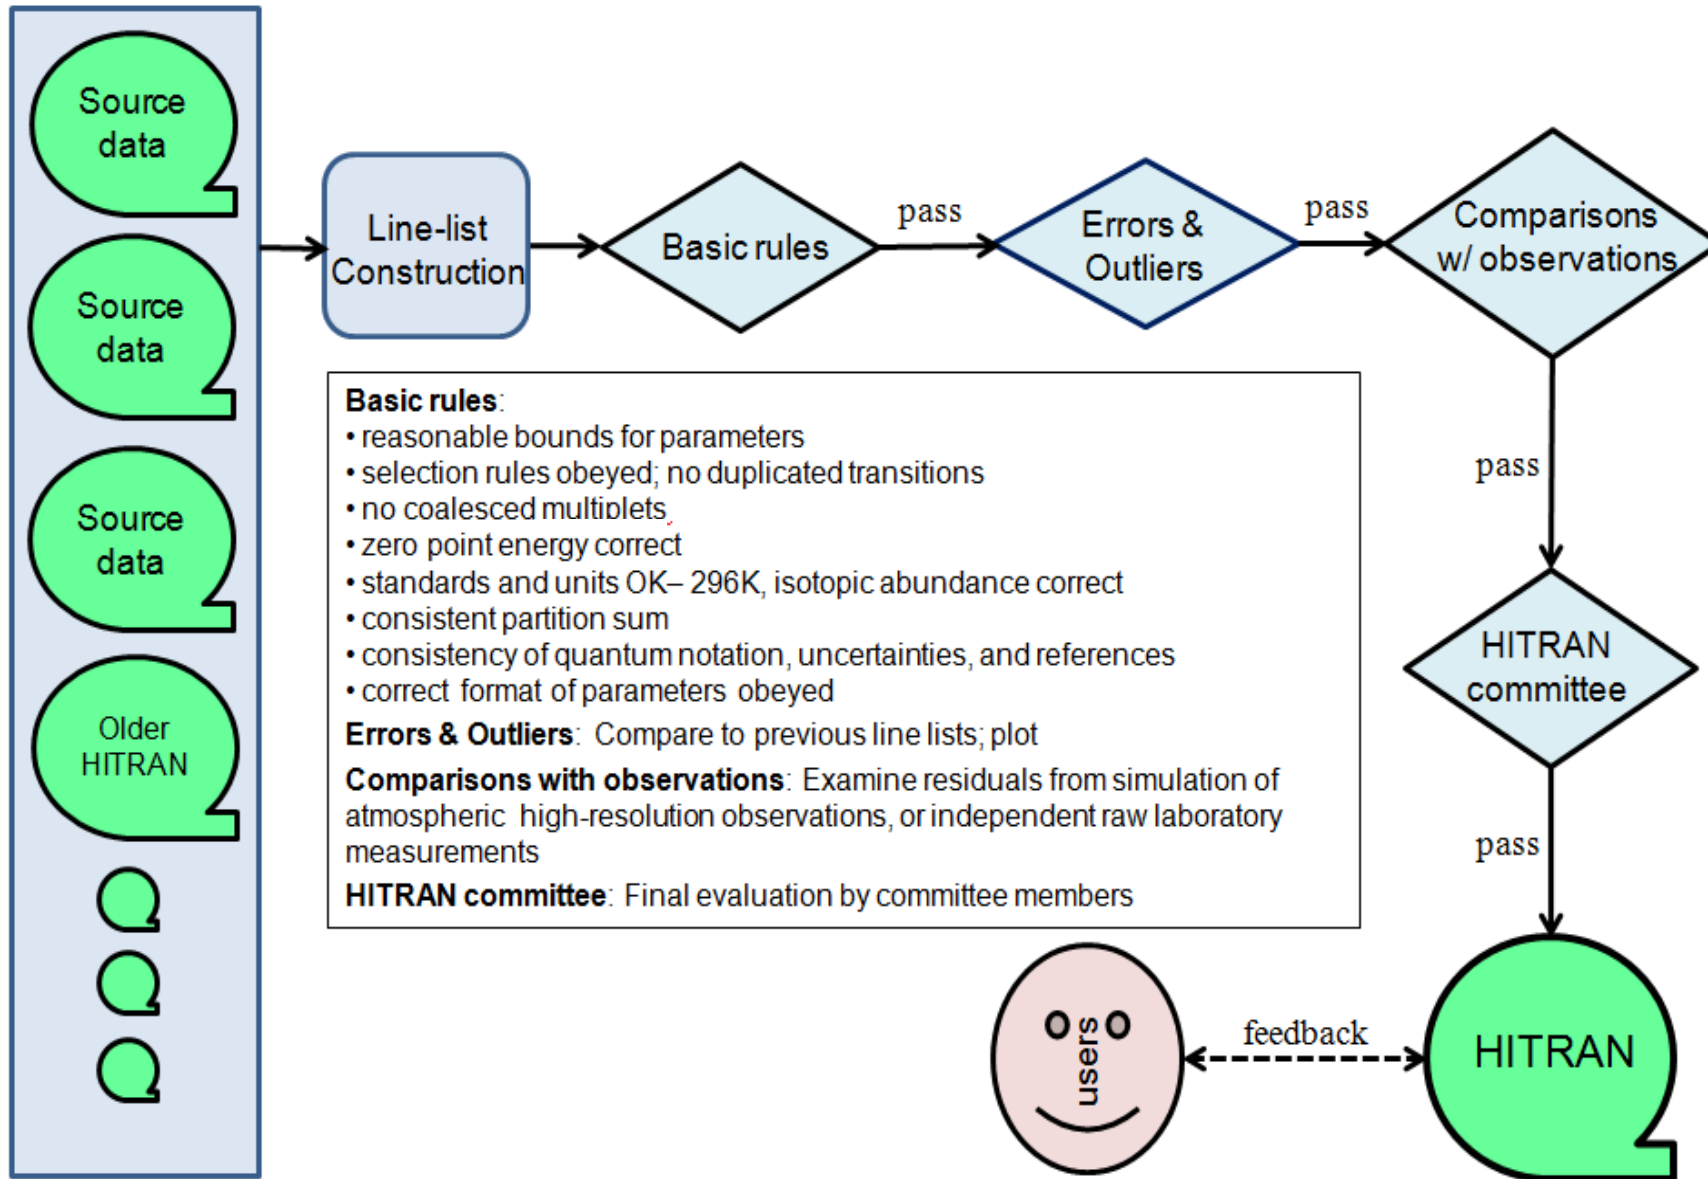 Source
data
Source
data
Source
data
Older
HITRAN
Line-list
Construction
Basic rules
pass
Errors &
Outliers
pass
Comparisons
w/ observations
pass
HITRAN
committee
pass
HITRAN
feedback
users
Basic rules:
• reasonable bounds for parameters
• selection rules obeyed; no duplicated transitions
• no coalesced multiplets
• zero point energy correct
• standards and units OK– 296K, isotopic abundance correct
• consistent partition sum
• consistency of quantum notation, uncertainties, and references
• correct format of parameters obeyed
Errors & Outliers: Compare to previous line lists; plot
Comparisons with observations: Examine residuals from simulation of
atmospheric high-resolution observations, or independent raw laboratory
measurements
HITRAN committee: Final evaluation by committee members